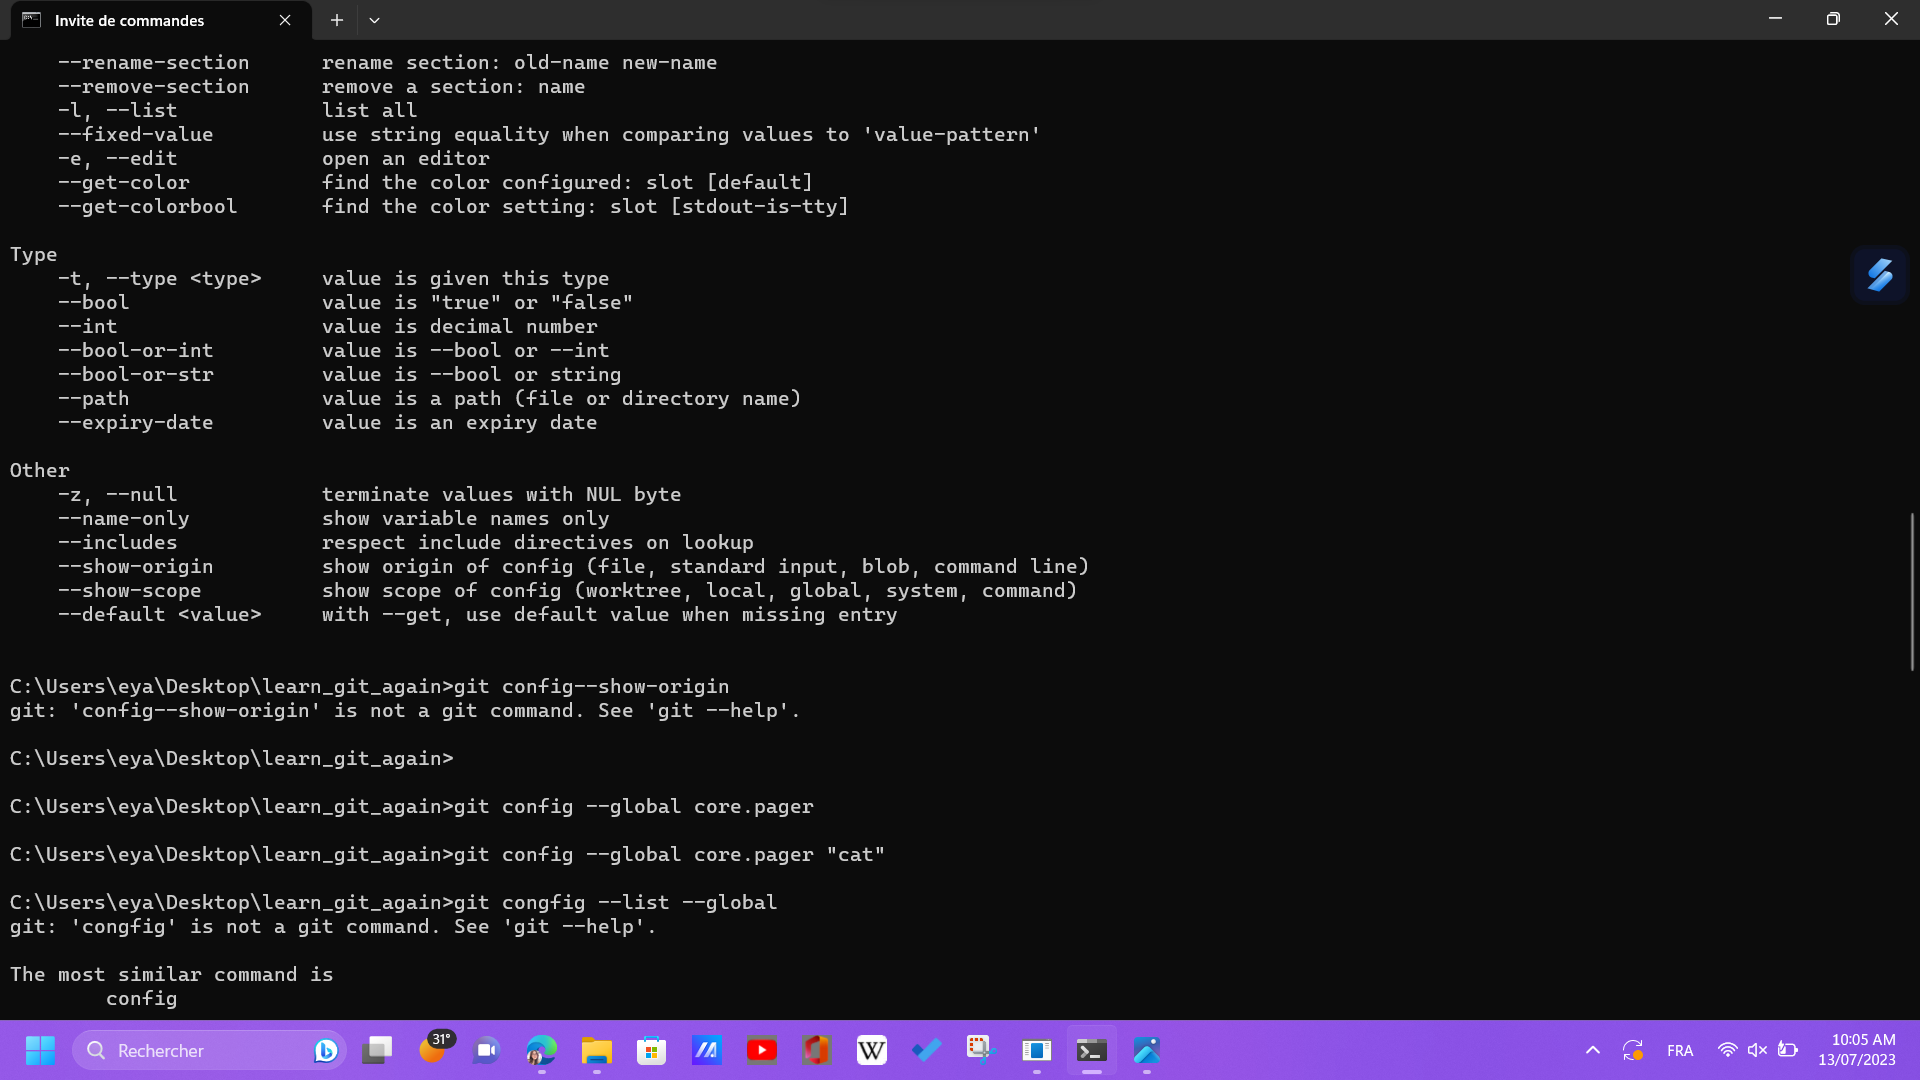 Invite de commandes
--rename-section rename section: old-name new-name
--remove-section remove a section: name
-l, --list list all
--fixed-value use string equality when comparing values to 'value-pattern'
-e, --edit open an editor
--get-color find the color configured: slot [default]
--get-colorbool find the color setting: slot [stdout-is-tty]
Type
-t, --type <type> value is given this type
--bool value is "true" or "false"
--int value is decimal number
--bool-or-int value is --bool or --int
--bool-or-str value is --bool or string
--path value is a path (file or directory name)
--expiry-date value is an expiry date
Other
-z, --null terminate values with NUL byte
--name-only show variable names only
--includes respect include directives on lookup
--show-origin show origin of config (file, standard input, blob, command line)
--show-scope show scope of config (worktree, local, global, system, command)
--default <value> with --get, use default value when missing entry
C:\Users\eya\Desktop\learn_git_again>git config--show-origin
git: 'config--show-origin' is not a git command. See 'git --help'.
C:\Users\eya\Desktop\learn_git_again>
C:\Users\eya\Desktop\learn_git_again>git config --global core.pager
C:\Users\eya\Desktop\learn_git_again>git config --global core.pager "cat"
C:\Users\eya\Desktop\learn_git_again>git congfig --list --global
git: 'congfig' is not a git command. See 'git --help'.
The most similar command is
config
Rechercher
31°
W
FRA
10:05 AM
13/07/2023